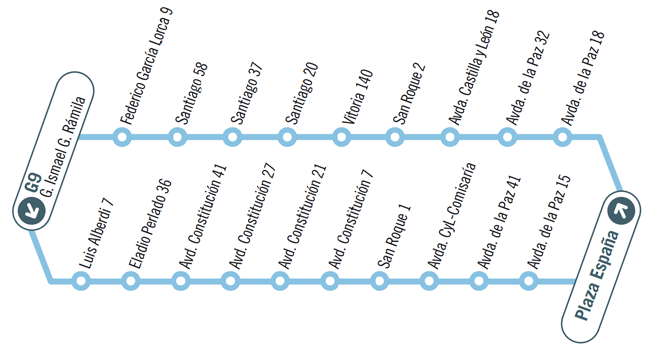 G9
G. Ismael G. Rámila
Federico García Lorca 9
Santiago 58
Santiago 37
Santiago 20
Vitoria 140
San Roque 2
Avda. Castilla y León 18
Avda. de la Paz 32
Avda. de la Paz 18
Luis Alberdi 7
Eladio Perlado 36
Avd. Constitución 41
Avd. Constitución 27
Avd. Constitución 21
Avd. Constitución 7
San Roque 1
Avda. CyL-Comisaría
Avda. de la Paz 41
Avda. de la Paz 15
Plaza España